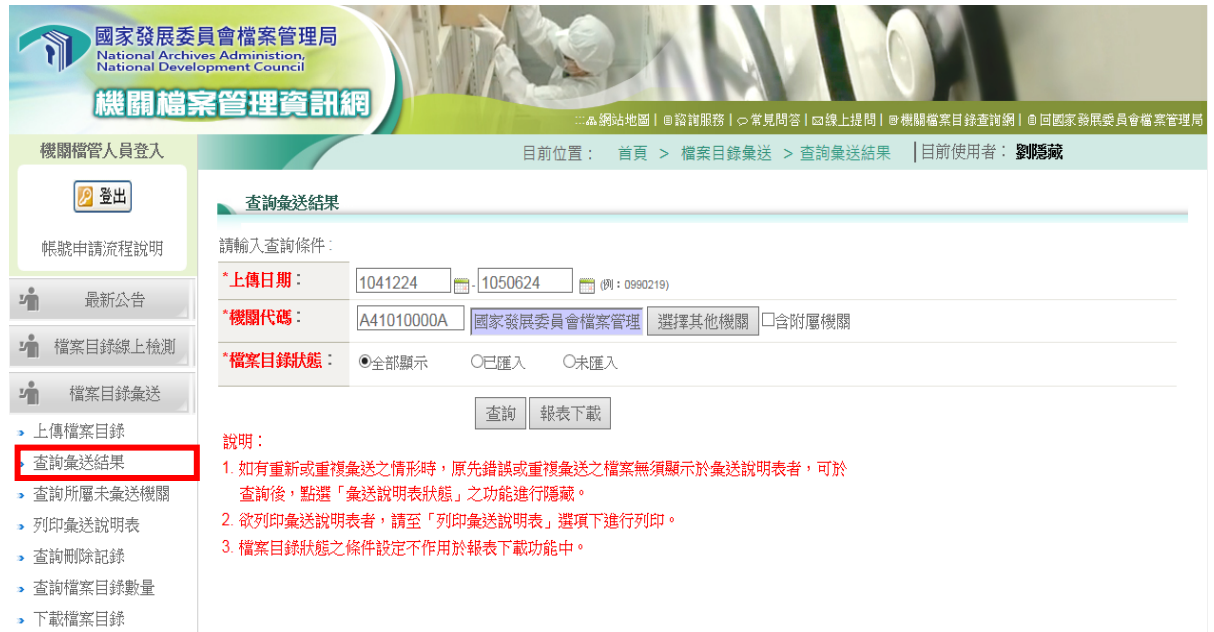 國家發展委員會檔案管理局
National Archives Administion,
National Development Council
機關檔案管理資訊網
:::網站地圖|諮詢服務|常見問答|線上提問|機關檔案目錄查詢網|回國家發展委員會檔案管理局
機關檔管人員登入
目前位置： 首頁 > 檔案目錄彙送 > 查詢彙送結果 |目前使用者：劉隱藏
登出
帳號申請流程說明
查詢彙送結果
請輸入查詢條件:
*上傳日期： 1041224 - 1050624 (例：0990219)
最新公告
*機關代碼： A41010000A 國家發展委員會檔案管理 選擇其他機關 含附屬機關
檔案目錄線上檢測
*檔案目錄狀態： 全部顯示 已匯入 未匯入
檔案目錄彙送
查詢 報表下載
上傳檔案目錄
說明：
查詢彙送結果
1. 如有重新或重複彙送之情形時，原先錯誤或重複彙送之檔案無須顯示於彙送說明表者，可於
查詢後，點選「彙送說明表狀態」之功能進行隱藏。
查詢所屬未彙送機關
2. 欲列印彙送說明表者，請至「列印彙送說明表」選項下進行列印。
列印彙送說明表
3. 檔案目錄狀態之條件設定不作用於報表下載功能中。
查詢刪除記錄
查詢檔案目錄數量
下載檔案目錄